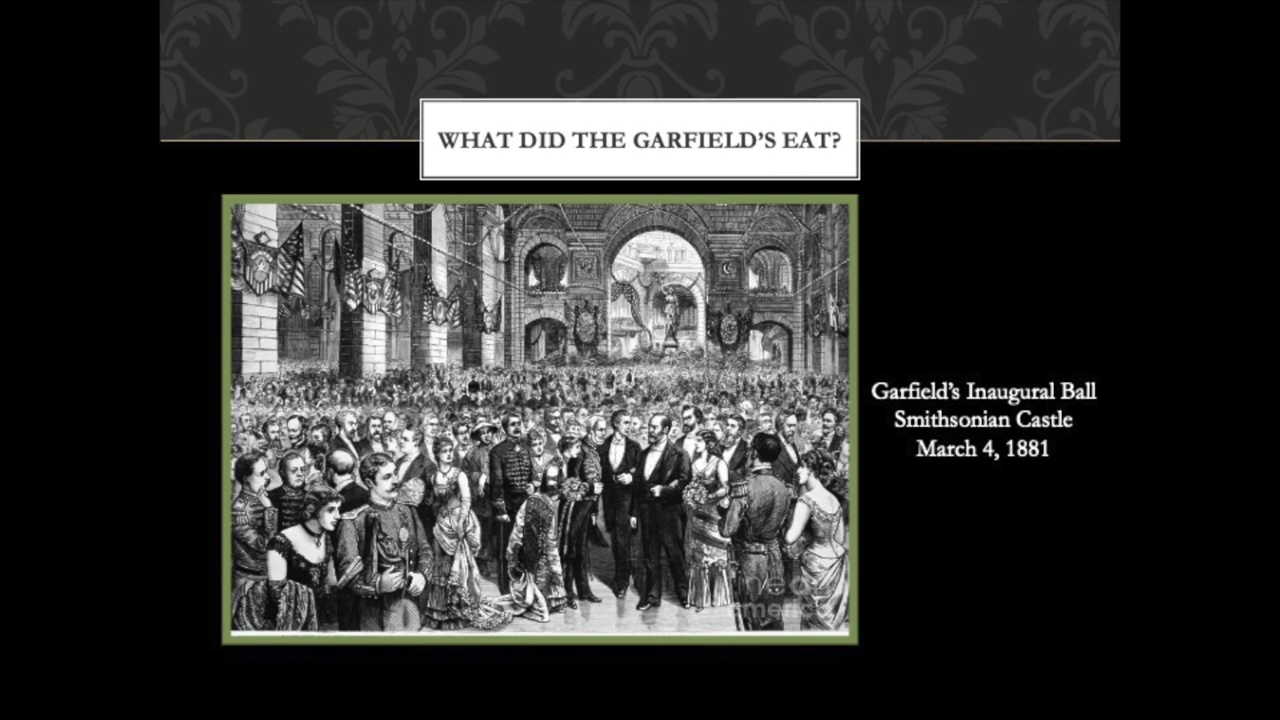 WHAT DID THE GARFIELD’S EAT?
Garfield’s Inaugural Ball
Smithsonian Castle
March 4, 1881